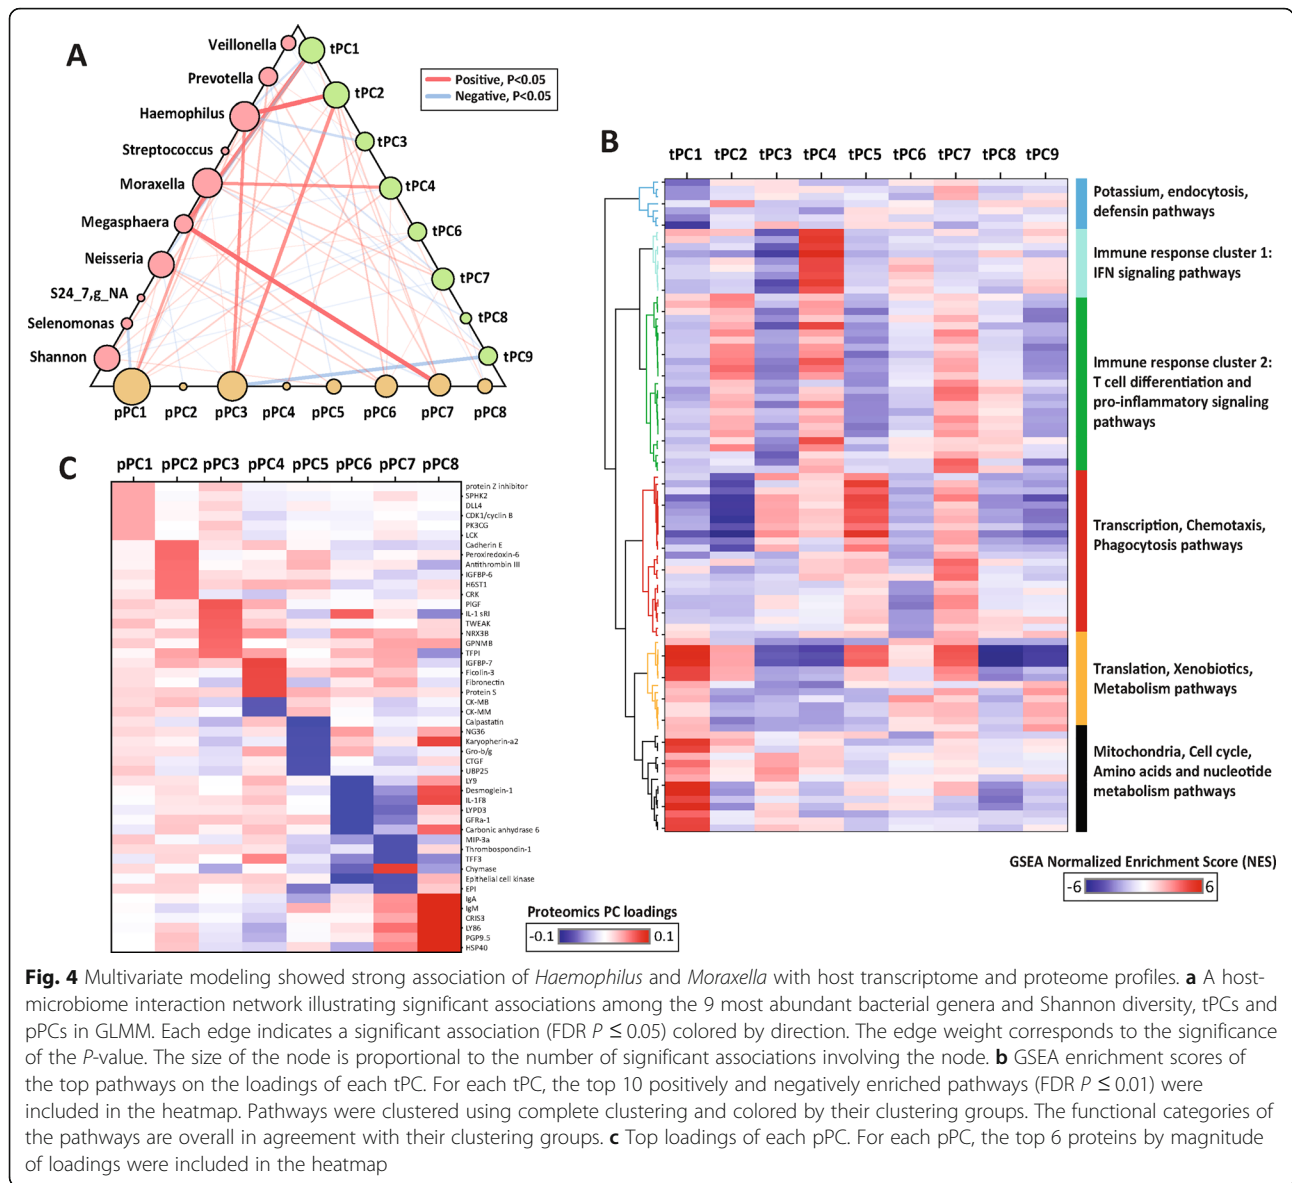 A
Veillonella
Prevotella
Haemophilus
Streptococcus
Moraxella
Megasphaera
Neisseria
S24_7,g_NA
Selenomonas
Shannon
tPC1
tPC2
tPC3
tPC4
tPC6
tPC7
tPC8
tPC9
Positive, P<0.05
Negative, P<0.05
pPC1 pPC2 pPC3 pPC4 pPC5 pPC6 pPC7 pPC8
B
tPC1 tPC2 tPC3 tPC4 tPC5 tPC6 tPC7 tPC8 tPC9
Potassium, endocytosis,
defensin pathways
Immune response cluster 1:
IFN signaling pathways
Immune response cluster 2:
T cell differentiation and
pro-inflammatory signaling
pathways
Transcription, Chemotaxis,
Phagocytosis pathways
Translation, Xenobiotics,
Metabolism pathways
Mitochondria, Cell cycle,
Amino acids and nucleotide
metabolism pathways
GSEA Normalized Enrichment Score (NES)
-6 6
C
pPC1 pPC2 pPC3 pPC4 pPC5 pPC6 pPC7 pPC8
protein Z inhibitor
SPHK2
DLL4
CDK1/cyclin B
PK3CG
LCK
Cadherin E
Peroxiredoxin-6
Antithrombin III
IGFBP-6
H6ST1
CRK
PIGF
IL-1 sRI
TWEAK
NRX3B
GPNMB
TFPI
IGFBP-7
Ficolin-3
Fibronectin
Protein S
CK-MB
CK-MM
Calpastatin
NG36
Karyopherin-a2
Gro-b/g
CTGF
UBP25
LY9
Desmoglein-1
IL-1F8
LYPD3
GFRa-1
Carbonic anhydrase 6
MIP-3a
Thrombospondin-1
TFF3
Chymase
Epithelial cell kinase
EPI
IgA
IgM
CRIS3
LY86
PGP9.5
HSP40
Proteomics PC loadings
-0.1 0.1
Fig. 4 Multivariate modeling showed strong association of Haemophilus and Moraxella with host transcriptome and proteome profiles. a A host-
microbiome interaction network illustrating significant associations among the 9 most abundant bacterial genera and Shannon diversity, tPCs and
pPCs in GLMM. Each edge indicates a significant association (FDR P ≤ 0.05) colored by direction. The edge weight corresponds to the significance
of the P-value. The size of the node is proportional to the number of significant associations involving the node. b GSEA enrichment scores of
the top pathways on the loadings of each tPC. For each tPC, the top 10 positively and negatively enriched pathways (FDR P ≤ 0.01) were
included in the heatmap. Pathways were clustered using complete clustering and colored by their clustering groups. The functional categories of
the pathways are overall in agreement with their clustering groups. c Top loadings of each pPC. For each pPC, the top 6 proteins by magnitude
of loadings were included in the heatmap